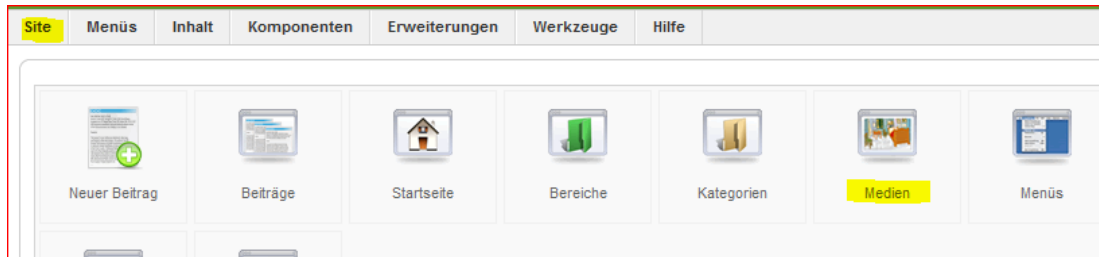 Site Menüs Inhalt Komponenten Erweiterungen Werkzeuge Hilfe
Neuer Beitrag Beiträge Startseite Bereiche Kategorien Medien Menüs